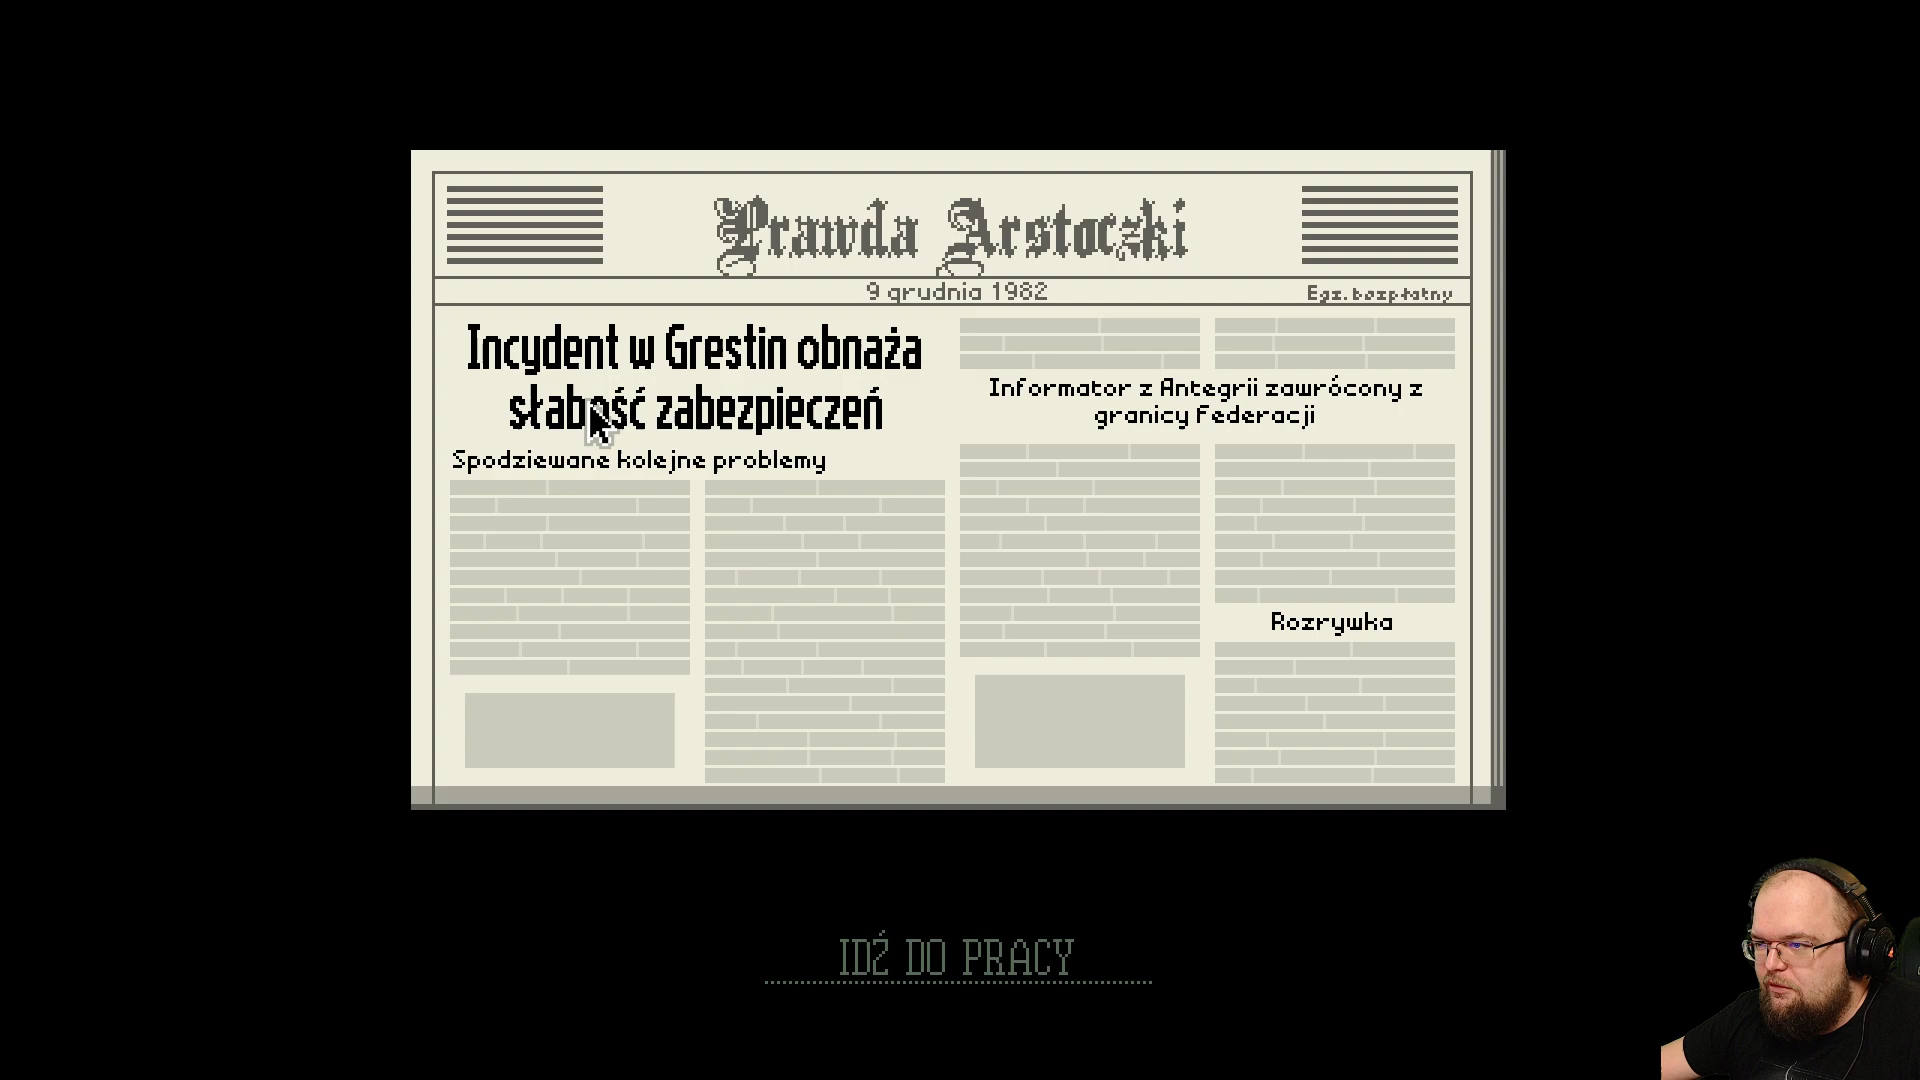 Prawda Arstoczki
9 grudnia 1982
Egz. bezpłatny
Incydent w Grestin obnaża
słabość zabezpieczeń
Spodziewane kolejne problemy
Informator z Antegrii zawrócony z
granicy Federacji
Rozrywka
IDŹ DO PRACY